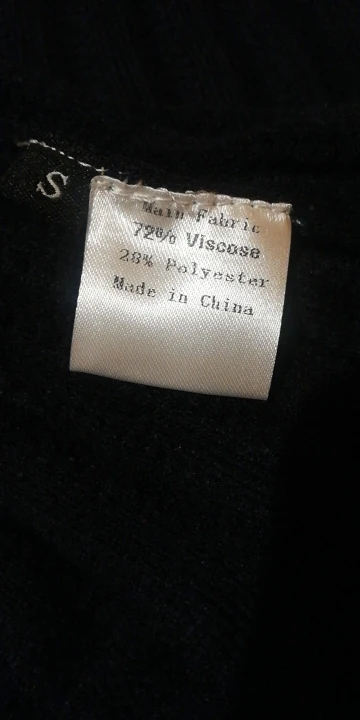 S
Main Fabric
72% Viscose
28% Polyester
Made in China